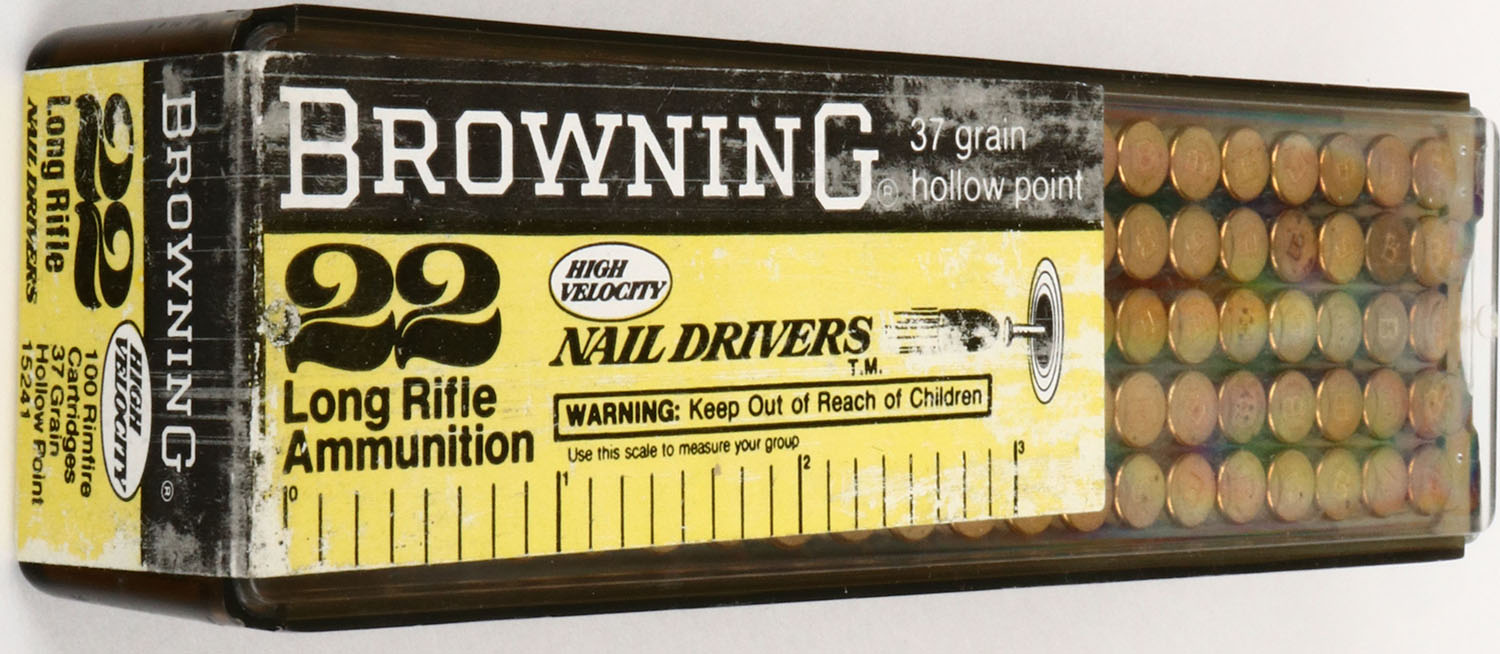 BROWNING®
37 grain
hollow point
22
Long Rifle
Ammunition
HIGH
VELOCITY
NAIL DRIVERS
T.M.
WARNING: Keep Out of Reach of Children
Use this scale to measure your group
0 1 2 3
BROWNING®
22
Long Rifle
NAIL DRIVERS
HIGH
VELOCITY
100 Rimfire
Cartridges
37 Grain
Hollow Point
15241